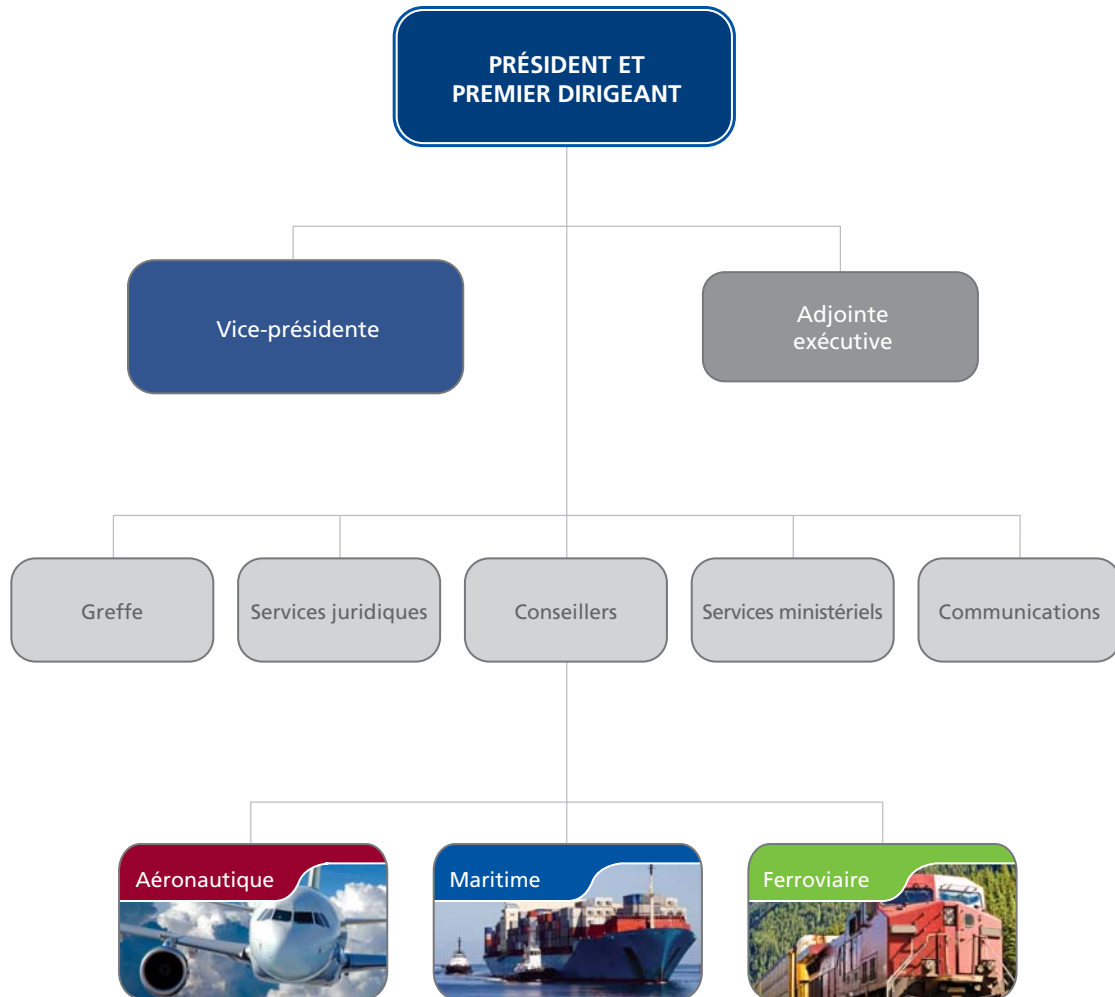 PRÉSIDENT ET
PREMIER DIRIGEANT
Vice-présidente
Adjointe
exécutive
Greffe
Services juridiques
Conseillers
Services ministériels
Communications
Aéronautique
Maritime
Ferroviaire